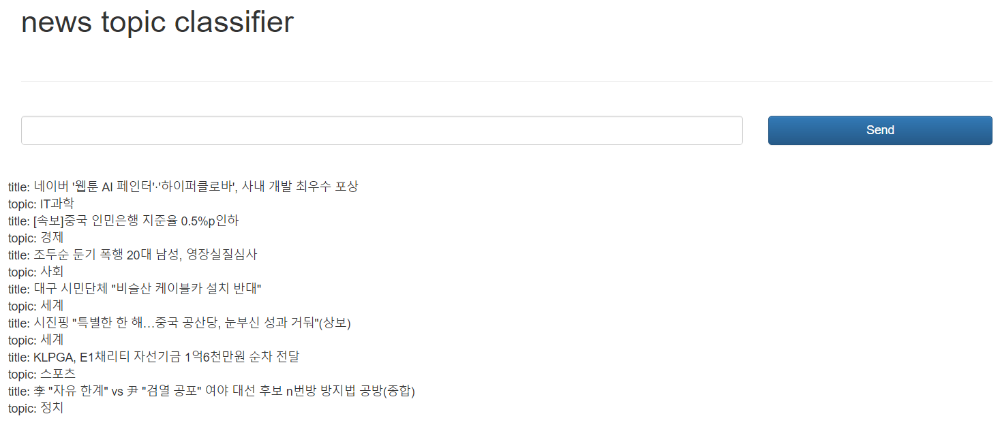 news topic classifier
Send
title: 네이버 '웹툰 AI 페인터'·'하이퍼클로바', 사내 개발 최우수 포상
topic: IT과학
title: [속보]중국 인민은행 지준율 0.5%p인하
topic: 경제
title: 조두순 둔기 폭행 20대 남성, 영장실질심사
topic: 사회
title: 대구 시민단체 "비슬산 케이블카 설치 반대"
topic: 세계
title: 시진핑 "특별한 한 해…중국 공산당, 눈부신 성과 거둬"(상보)
topic: 세계
title: KLPGA, E1채리티 자선기금 1억6천만원 순차 전달
topic: 스포츠
title: 李 "자유 한계" vs 尹 "검열 공포" 여야 대선 후보 n번방 방지법 공방(종합)
topic: 정치